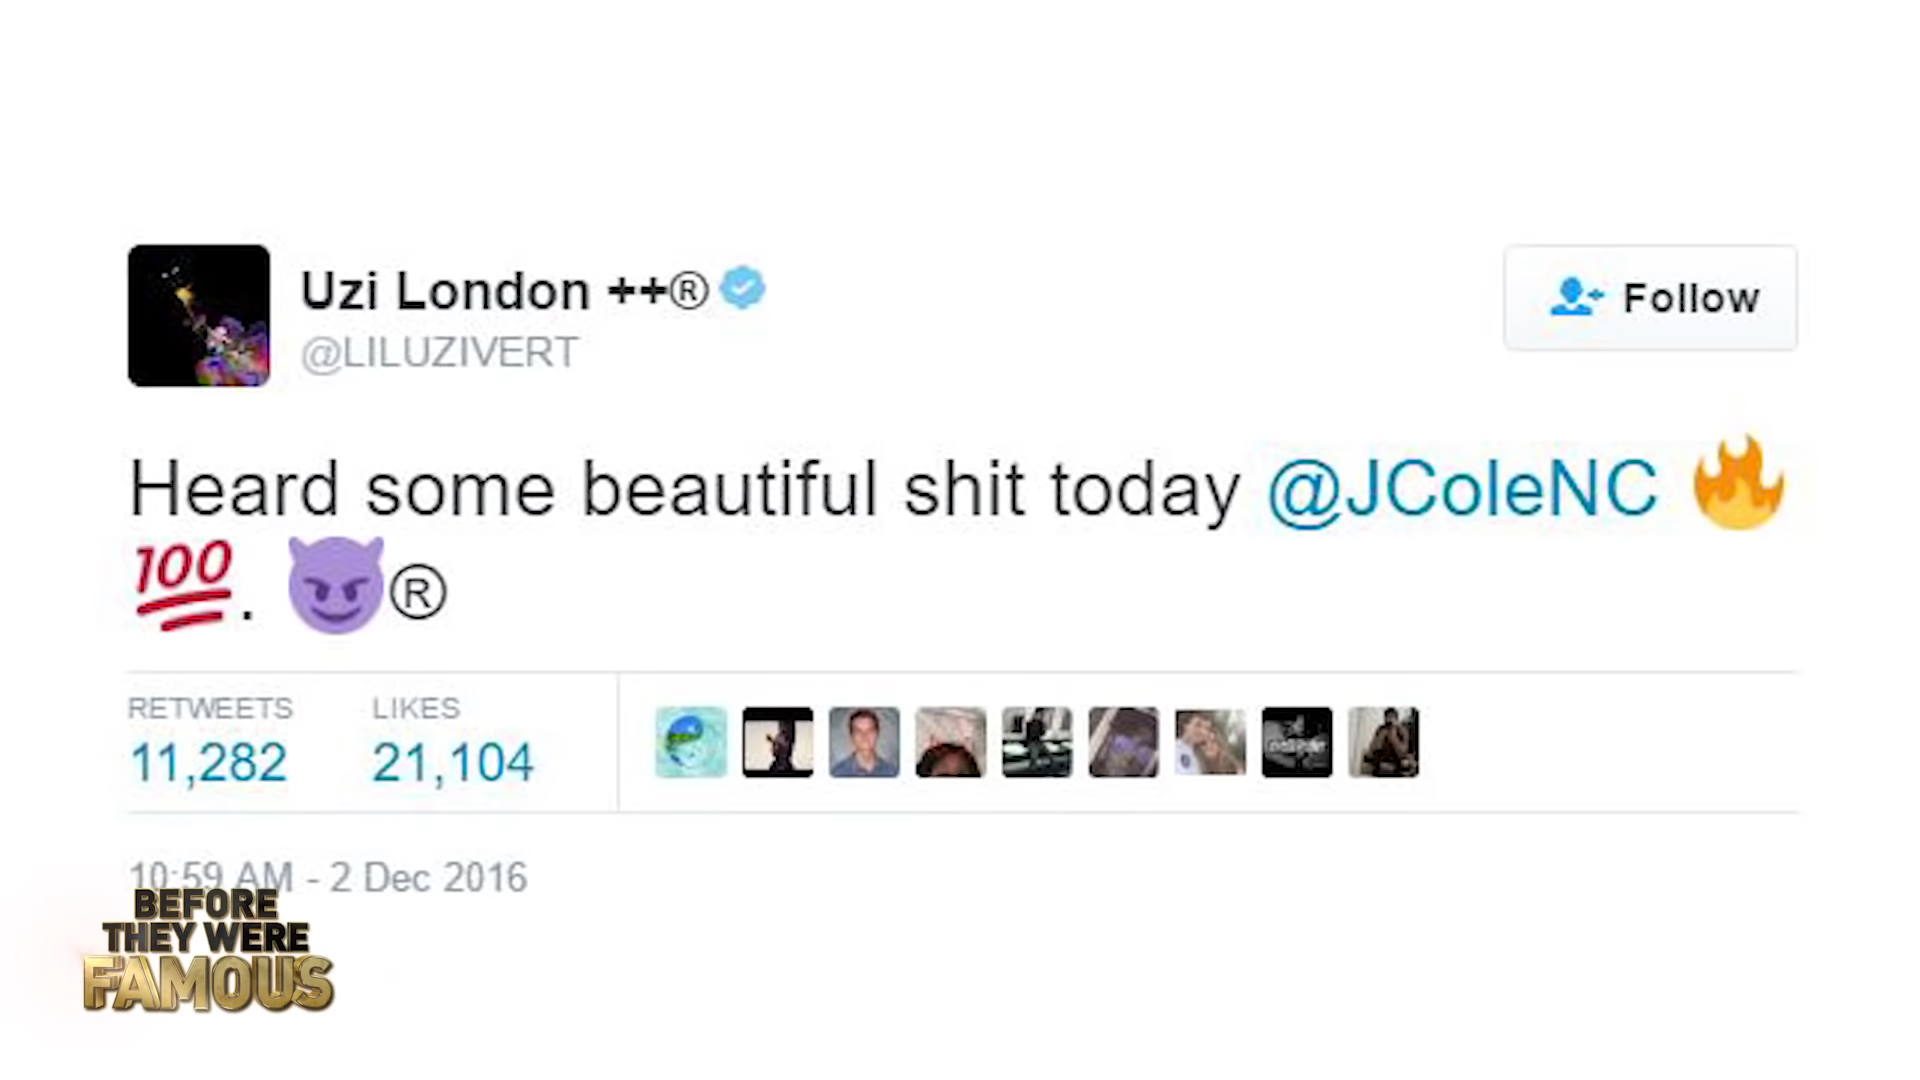 Uzi London ++®
@LILUZIVERT
Follow
Heard some beautiful shit today @JColeNC 🔥
💯. 😈®
RETWEETS
LIKES
11,282
21,104
10:59 AM - 2 Dec 2016
BEFORE
THEY WERE
FAMOUS